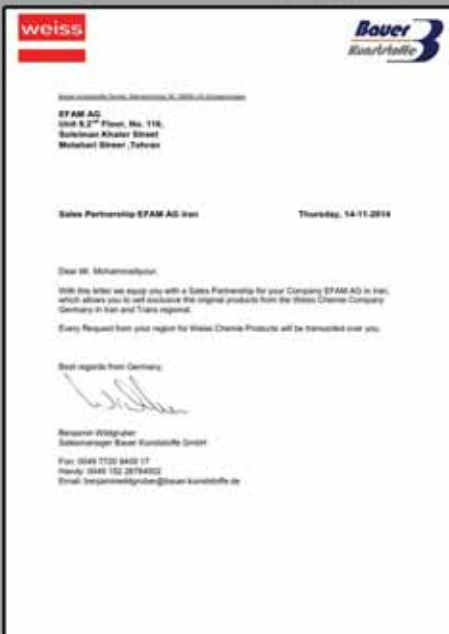 weiss
Bauer
Kunststoffe
EFAM AG
Unit 9,2nd Floor, No. 116,
Soleiman Khater Street
Motahari Street ,Tehran
Sales Partnership EFAM AG Iran
Thursday, 14-11-2014
Dear Mr. Mohammadpour,
With this letter we equip you with a Sales Partnership for your Company EFAM AG in Iran,
which allows you to sell exclusive the original products from the Weiss Chemie Company
Germany in Iran and Trans regional.
Every Request from your region for Weiss Chemie Products will be transacted over you.
Best regards from Germany,
Benjamin Wildgruber
Salesmanager Bauer Kunststoffe GmbH
Fon: 0049 7720 9400 17
Handy: 0049 152
Email: benjaminwildgruber@bauer-kunststoffe.de